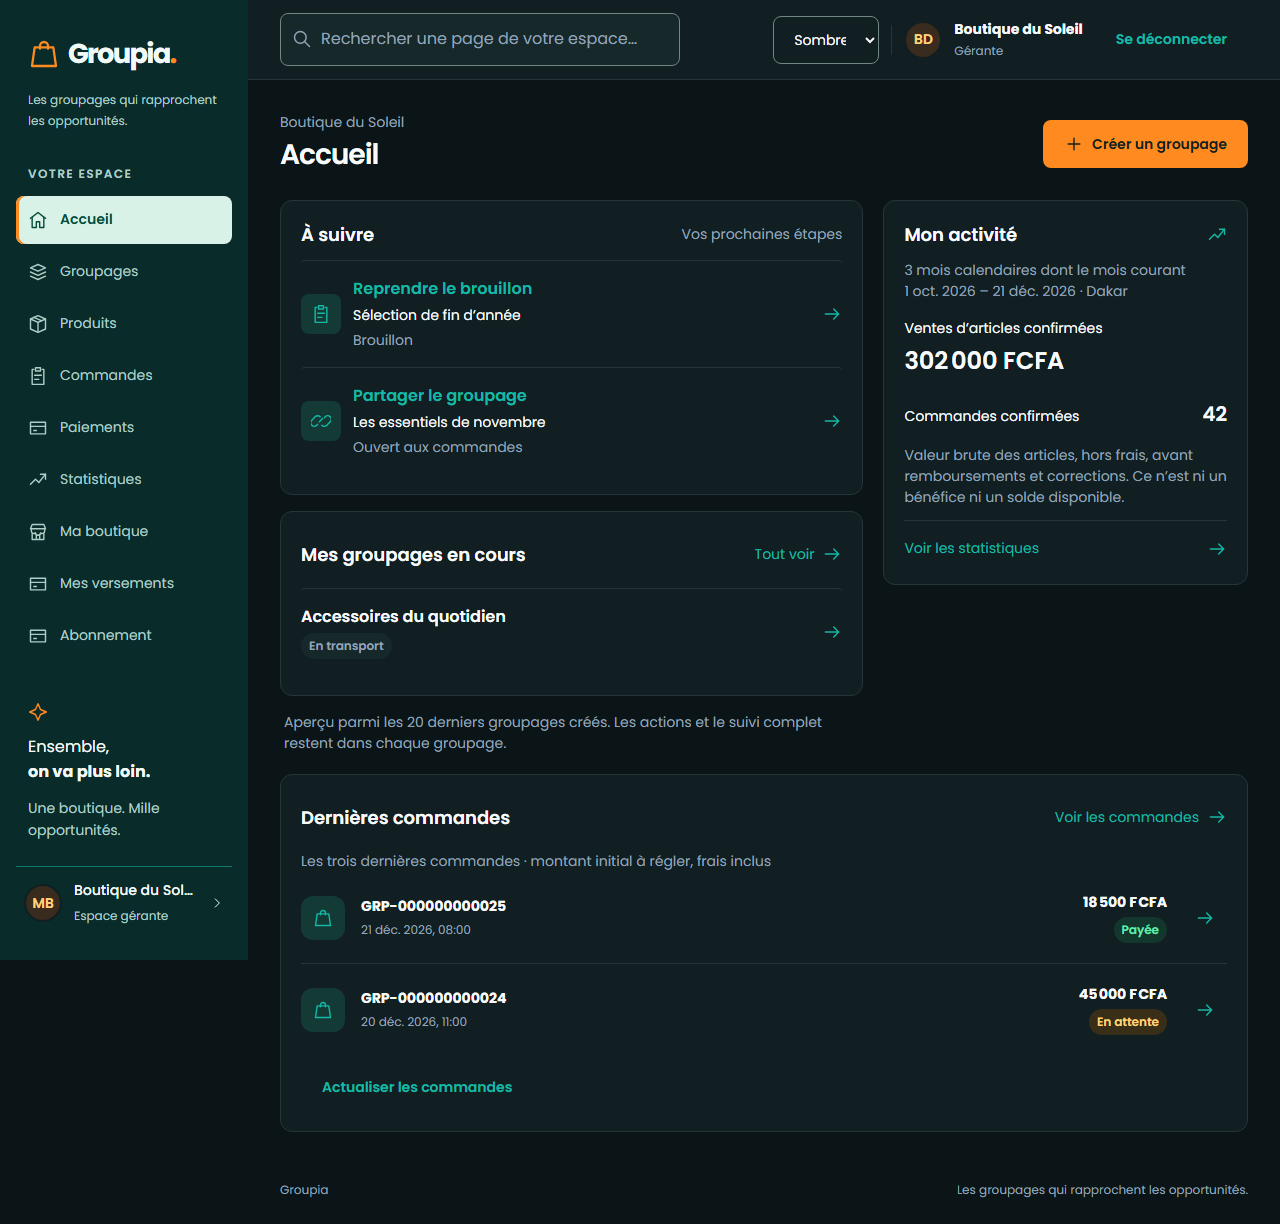 Groupia.
Les groupages qui rapprochent
les opportunités.
VOTRE ESPACE
Accueil
Groupages
Produits
Commandes
Paiements
Statistiques
Ma boutique
Mes versements
Abonnement
Ensemble,
on va plus loin.
Une boutique. Mille
opportunités.
MB
Boutique du Sol...
Espace gérante
Rechercher une page de votre espace...
Sombre
BD
Boutique du Soleil
Gérante
Se déconnecter
Boutique du Soleil
Accueil
Créer un groupage
À suivre
Vos prochaines étapes
Reprendre le brouillon
Sélection de fin d’année
Brouillon
Partager le groupage
Les essentiels de novembre
Ouvert aux commandes
Mon activité
3 mois calendaires dont le mois courant
1 oct. 2026 – 21 déc. 2026 · Dakar
Ventes d’articles confirmées
302 000 FCFA
Commandes confirmées 42
Valeur brute des articles, hors frais, avant
remboursements et corrections. Ce n’est ni un
bénéfice ni un solde disponible.
Voir les statistiques
Mes groupages en cours
Tout voir
Accessoires du quotidien
En transport
Aperçu parmi les 20 derniers groupages créés. Les actions et le suivi complet
restent dans chaque groupage.
Dernières commandes
Voir les commandes
Les trois dernières commandes · montant initial à régler, frais inclus
GRP-000000000025
21 déc. 2026, 08:00
18 500 FCFA
Payée
GRP-000000000024
20 déc. 2026, 11:00
45 000 FCFA
En attente
Actualiser les commandes
Groupia
Les groupages qui rapprochent les opportunités.